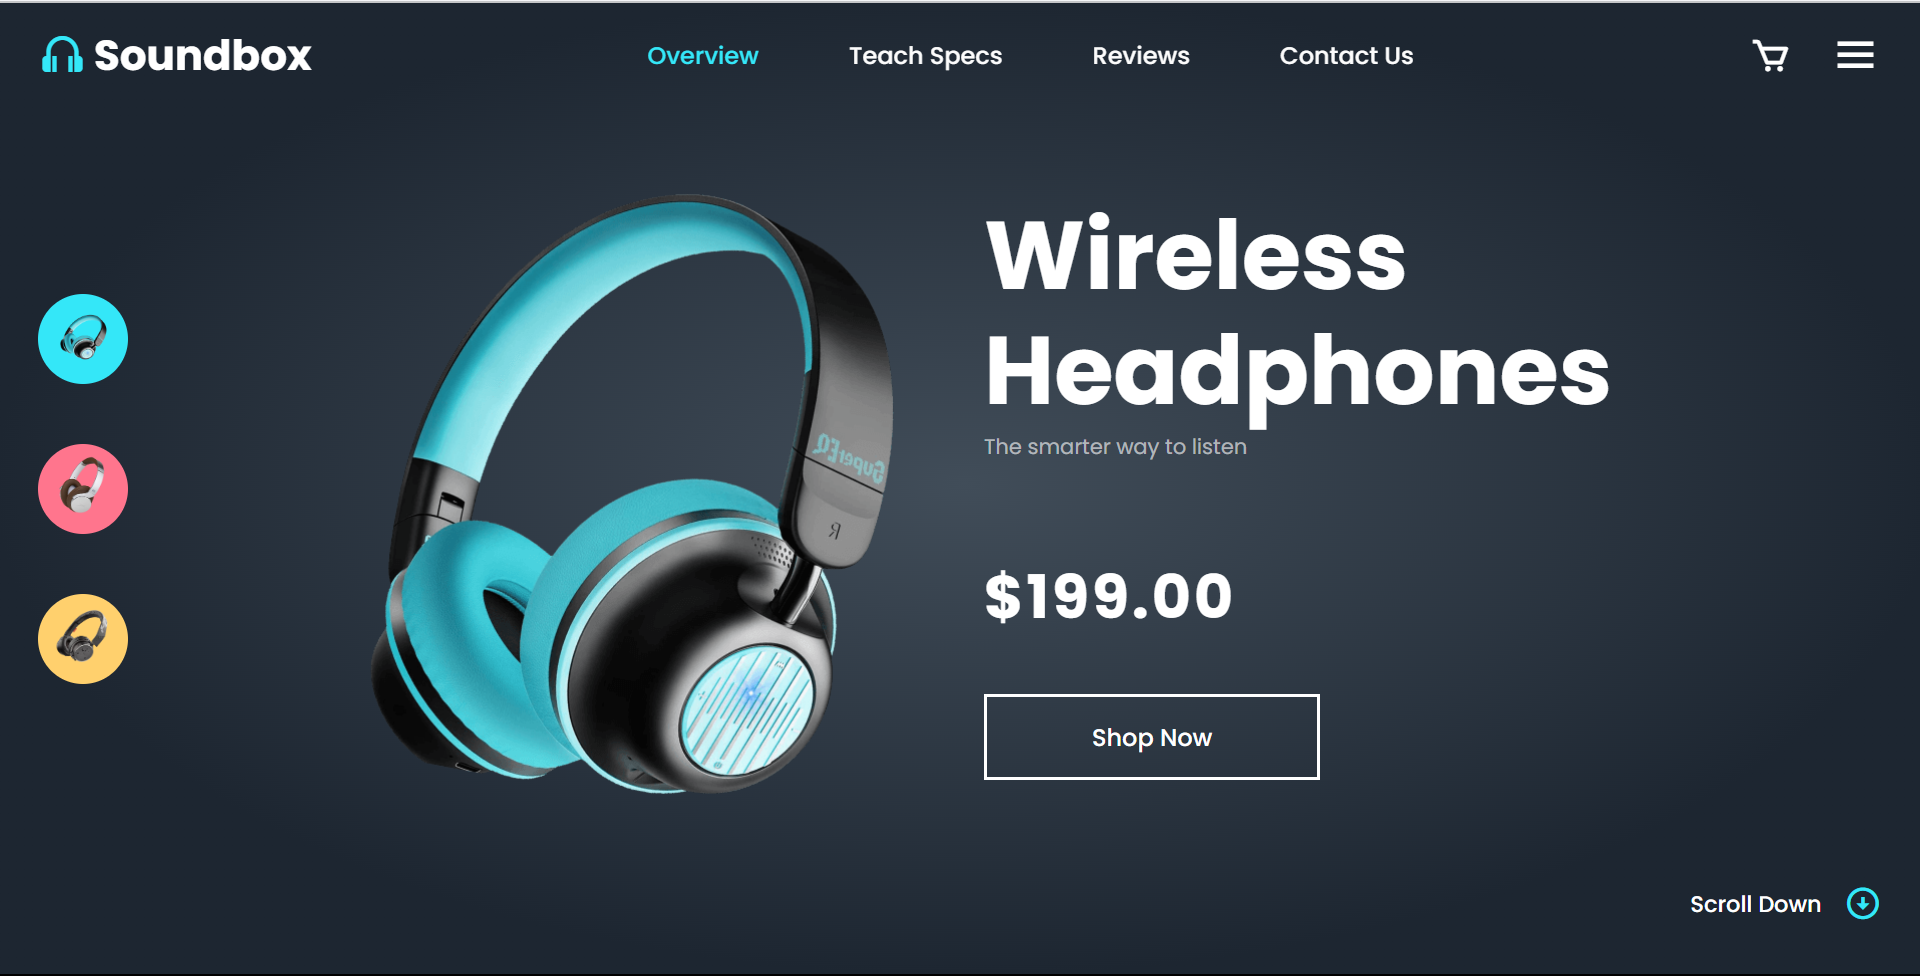 Soundbox
Overview
Teach Specs
Reviews
Contact Us
Wireless
Headphones
The smarter way to listen
SuperEQ
R
$199.00
Shop Now
Scroll Down